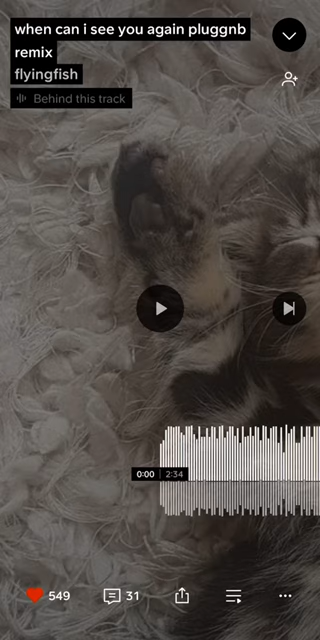 when can i see you again pluggnb
remix
flyingfish
Behind this track
0:00 2:34
549 31